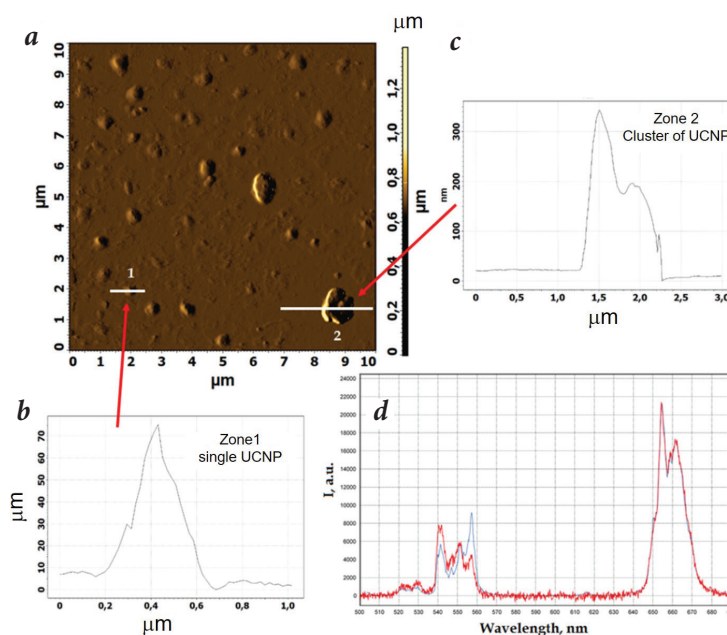 a
μm
10
9
8
7
6
5
4
3
2
1
0
μm
0 1 2 3 4 5 6 7 8 9 10
μm
1
2
1,2
1,0
0,8
0,6
0,4
0,2
0
μm
c
Zone 2
Cluster of UCNP
300
200
100
0
nm
0 0,5 1,0 1,5 2,0 2,5 3,0
μm
b
Zone1
single UCNP
70
60
50
40
30
20
10
0
μm
0 0,4 0,6 0,8 1,0
μm
d
24000
22000
20000
18000
16000
14000
12000
10000
8000
6000
4000
2000
0
I, a.u.
500 510 520 530 540 550 560 570 580 590 600 610 620 630 640 650 660 670 680
Wavelength, nm